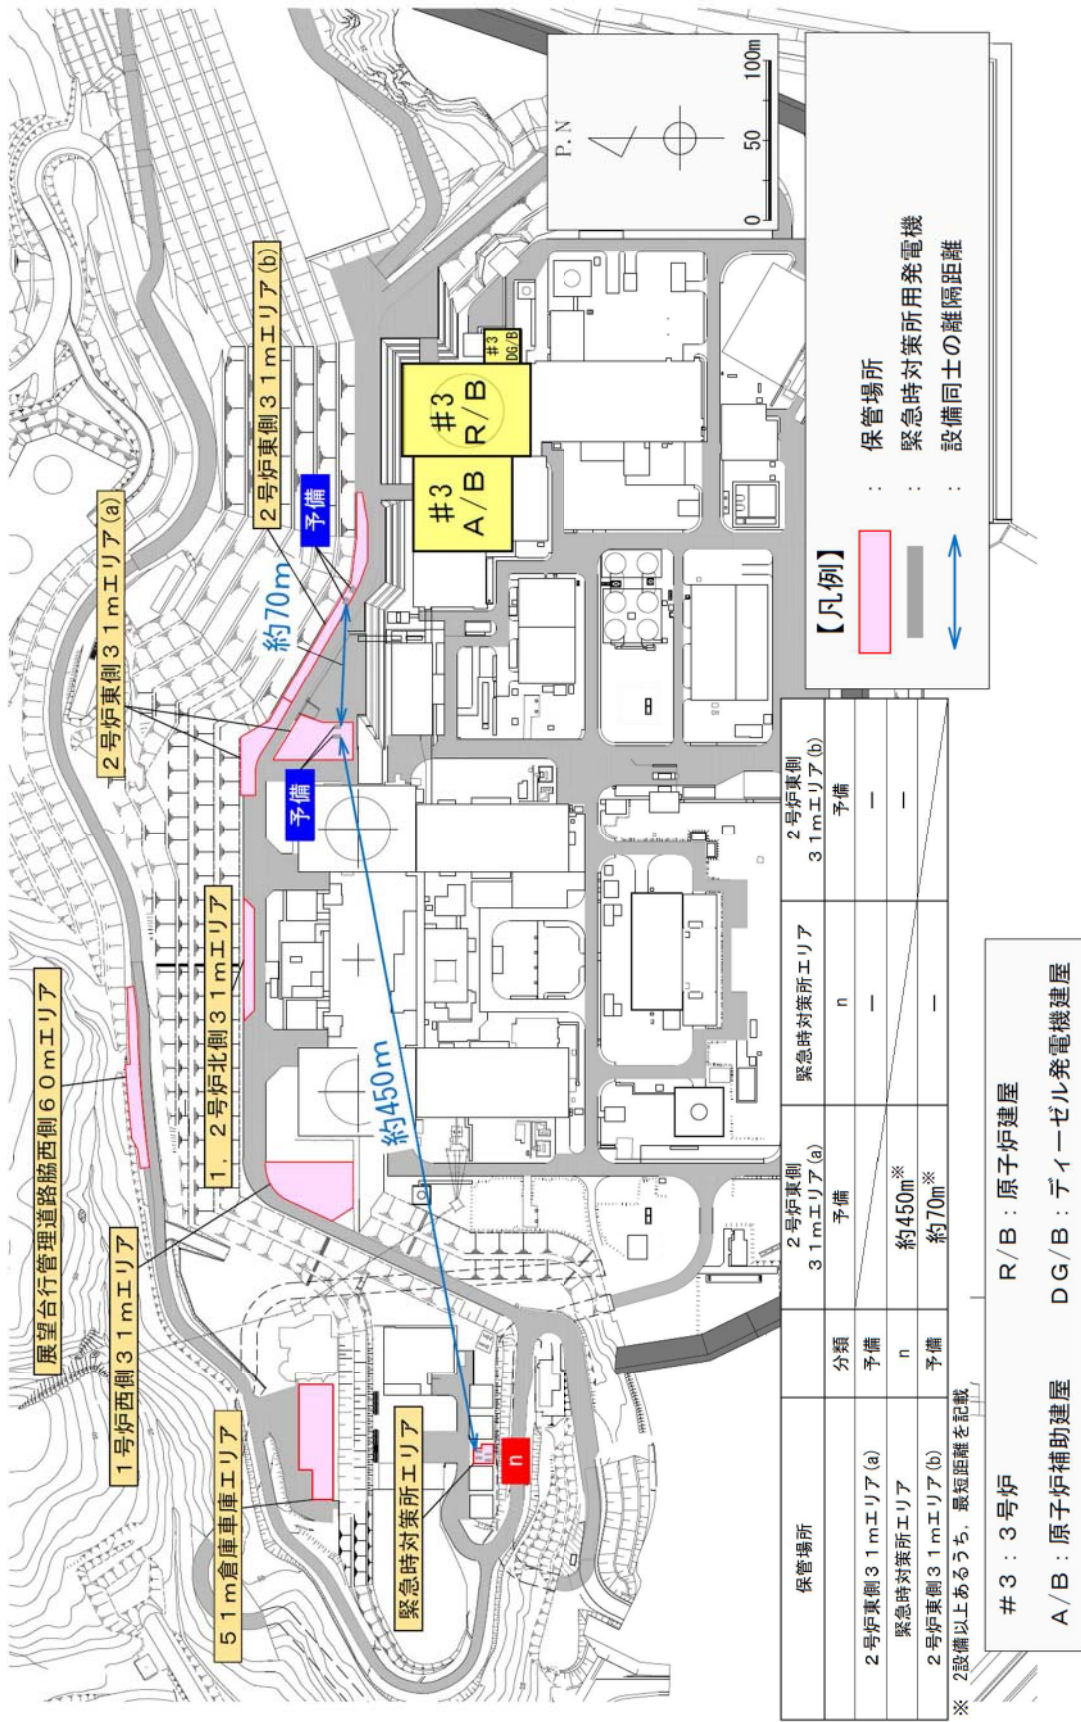 展望台行管理道路脇西側60mエリア
1号炉西側31mエリア
51m倉庫車庫エリア
緊急時対策所エリア
n
1,2号炉北側31mエリア
2号炉東側31mエリア(a)
2号炉東側31mエリア(b)
予備
予備
約70m
約450m
#3
A/B
#3
R/B
#3
DG/B
P.N
0 50 100m
【凡例】
: 保管場所
: 緊急時対策所用発電機
: 設備同士の離隔距離
保管場所 2号炉東側31mエリア(a) 緊急時対策所エリア 2号炉東側31mエリア(b)
分類 予備 n 予備
2号炉東側31mエリア(a) 予備 － －
緊急時対策所エリア n 約450m※ －
2号炉東側31mエリア(b) 予備 約70m※ －
※ 2設備以上あるうち,最短距離を記載
#3:3号炉 R/B:原子炉建屋
A/B:原子炉補助建屋 DG/B:ディーゼル発電機建屋